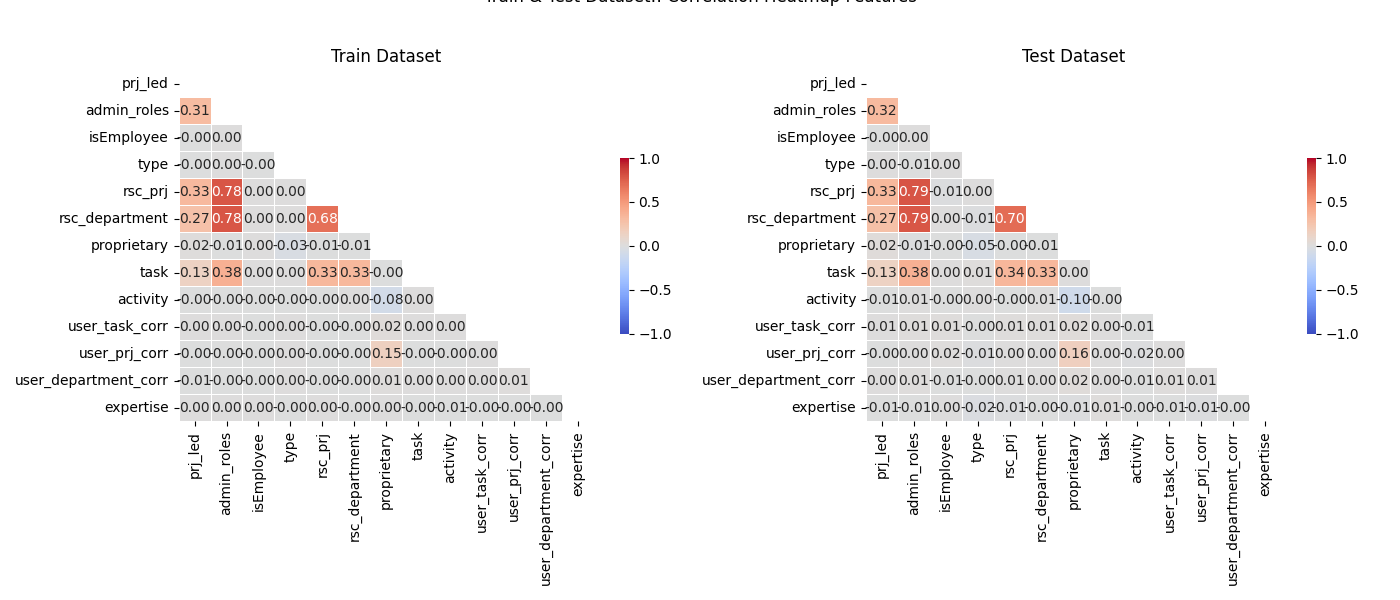 Train & Test Dataset: Correlation Heatmap Features
Train Dataset
prj_led
admin_roles 0.31
isEmployee -0.00 0.00
type -0.00 0.00 -0.00
rsc_prj 0.33 0.78 0.00 0.00
rsc_department 0.27 0.78 0.00 0.00 0.68
proprietary 0.02 -0.01 0.00 -0.03 -0.01 -0.01
task 0.13 0.38 0.00 0.00 0.33 0.33 -0.00
activity -0.00 -0.00 -0.00 -0.00 -0.00 0.00 -0.08 0.00
user_task_corr -0.00 0.00 -0.00 -0.00 -0.00 -0.00 0.02 0.00 0.00
user_prj_corr -0.00 -0.00 -0.00 -0.00 -0.00 -0.00 0.15 -0.00 -0.00 0.00
user_department_corr -0.01 -0.00 -0.00 0.00 -0.00 -0.00 0.01 0.00 0.00 0.00 0.01
expertise -0.00 0.00 0.00 -0.00 0.00 -0.00 0.00 -0.00 -0.01 -0.00 -0.00 -0.00
prj_led
admin_roles
isEmployee
type
rsc_prj
rsc_department
proprietary
task
activity
user_task_corr
user_prj_corr
user_department_corr
expertise
1.0
0.5
0.0
−0.5
−1.0
Test Dataset
prj_led
admin_roles 0.32
isEmployee -0.00 0.00
type 0.00 -0.01 0.00
rsc_prj 0.33 0.79 -0.01 0.00
rsc_department 0.27 0.79 0.00 -0.01 0.70
proprietary 0.02 -0.01 -0.00 -0.05 -0.00 -0.01
task 0.13 0.38 0.00 0.01 0.34 0.33 0.00
activity -0.01 0.01 -0.00 0.00 -0.00 0.01 -0.10 -0.00
user_task_corr -0.01 0.01 0.01 -0.00 0.01 0.01 0.02 0.00 -0.01
user_prj_corr -0.00 0.00 0.02 -0.01 0.00 0.00 0.16 0.00 -0.02 0.00
user_department_corr -0.00 0.01 -0.01 -0.00 0.01 0.00 0.02 0.00 -0.01 0.01 0.01
expertise -0.01 -0.01 0.00 -0.02 -0.01 -0.00 -0.01 0.01 -0.00 -0.01 -0.01 -0.00
prj_led
admin_roles
isEmployee
type
rsc_prj
rsc_department
proprietary
task
activity
user_task_corr
user_prj_corr
user_department_corr
expertise
1.0
0.5
0.0
−0.5
−1.0